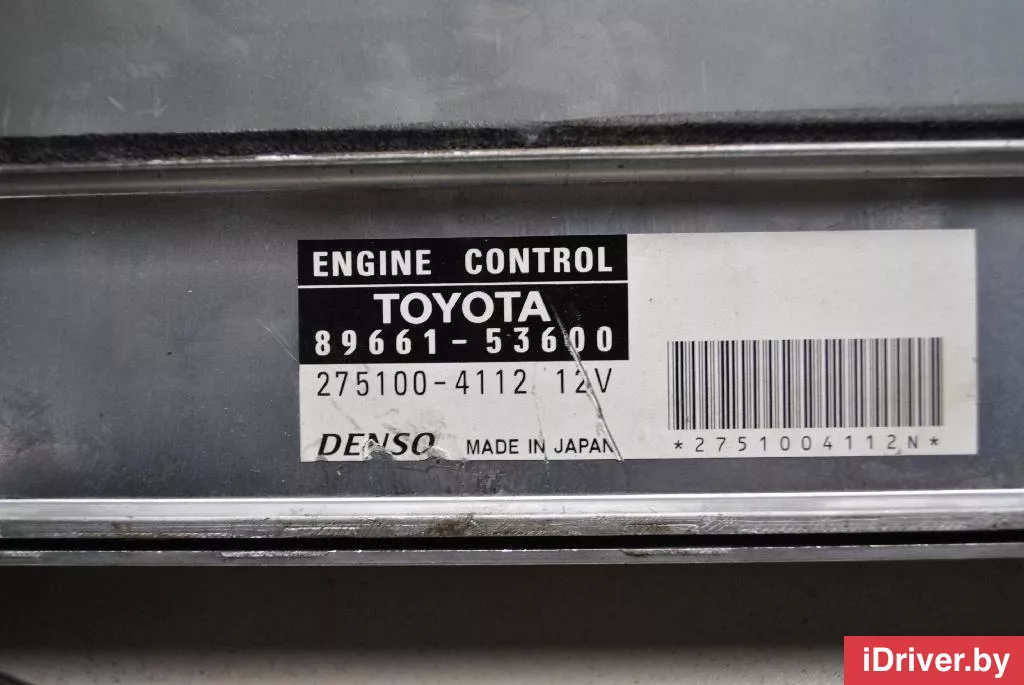 ENGINE CONTROL
TOYOTA
89661-53600
275100-4112 12V
DENSO MADE IN JAPAN
*2751004112N*
iDriver.by